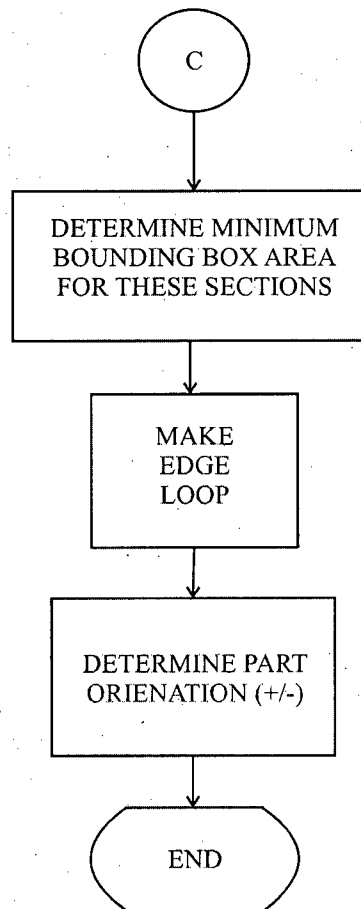 C
DETERMINE MINIMUM
BOUNDING BOX AREA
FOR THESE SECTIONS
MAKE
EDGE
LOOP
DETERMINE PART
ORIENATION (+/-)
END